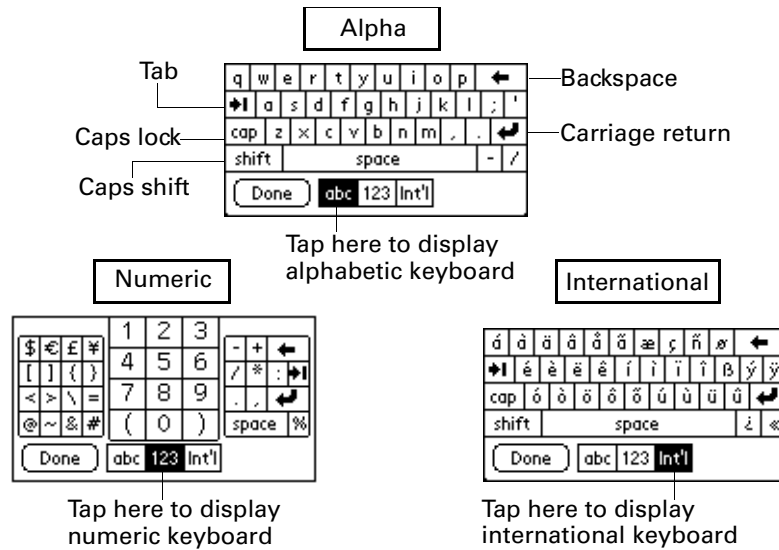 Alpha
Tab
Backspace
q w e r t y u i o p
a s d f g h j k l ; '
Caps lock
cap z x c v b n m , .
Carriage return
Caps shift
shift space - /
Done abc 123 Int'l
Tap here to display
alphabetic keyboard
Numeric
1 2 3
$ € £ ¥ - +
4 5 6
[ ] { } / * :
7 8 9
< > \ = . ,
( 0 )
@ ~ & # space %
Done abc 123 Int'l
Tap here to display
numeric keyboard
International
á à ä â å ã æ ç ñ ø
é è ë ê í ì ï î ß ý ÿ
cap ó ò ö ô õ ú ù ü û
shift space ¿ «
Done abc 123 Int'l
Tap here to display
international keyboard